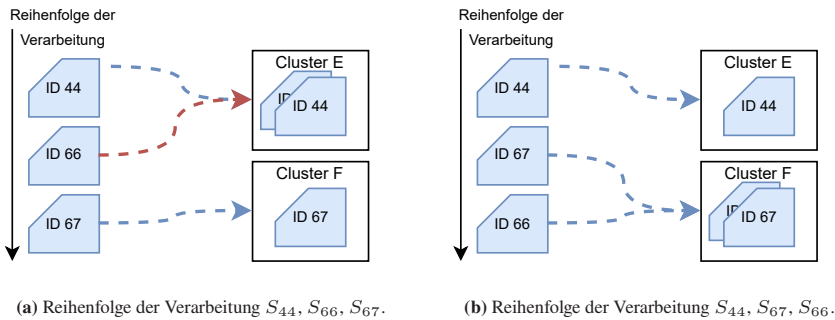 Reihenfolge der
Verarbeitung
ID 44
ID 66
ID 67
Cluster E
ID 44
Cluster F
ID 67
(a) Reihenfolge der Verarbeitung S44, S66, S67.
Reihenfolge der
Verarbeitung
ID 44
ID 67
ID 66
Cluster E
ID 44
Cluster F
ID 67
(b) Reihenfolge der Verarbeitung S44, S67, S66.